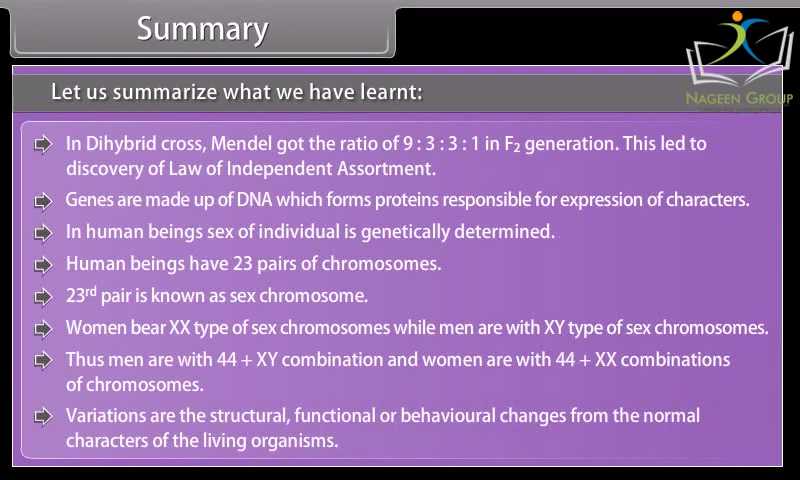 Summary
NAGEEN GROUP
Let us summarize what we have learnt:
In Dihybrid cross, Mendel got the ratio of 9 : 3 : 3 : 1 in F₂ generation. This led to
discovery of Law of Independent Assortment.
Genes are made up of DNA which forms proteins responsible for expression of characters.
In human beings sex of individual is genetically determined.
Human beings have 23 pairs of chromosomes.
23ʳᵈ pair is known as sex chromosome.
Women bear XX type of sex chromosomes while men are with XY type of sex chromosomes.
Thus men are with 44 + XY combination and women are with 44 + XX combinations
of chromosomes.
Variations are the structural, functional or behavioural changes from the normal
characters of the living organisms.